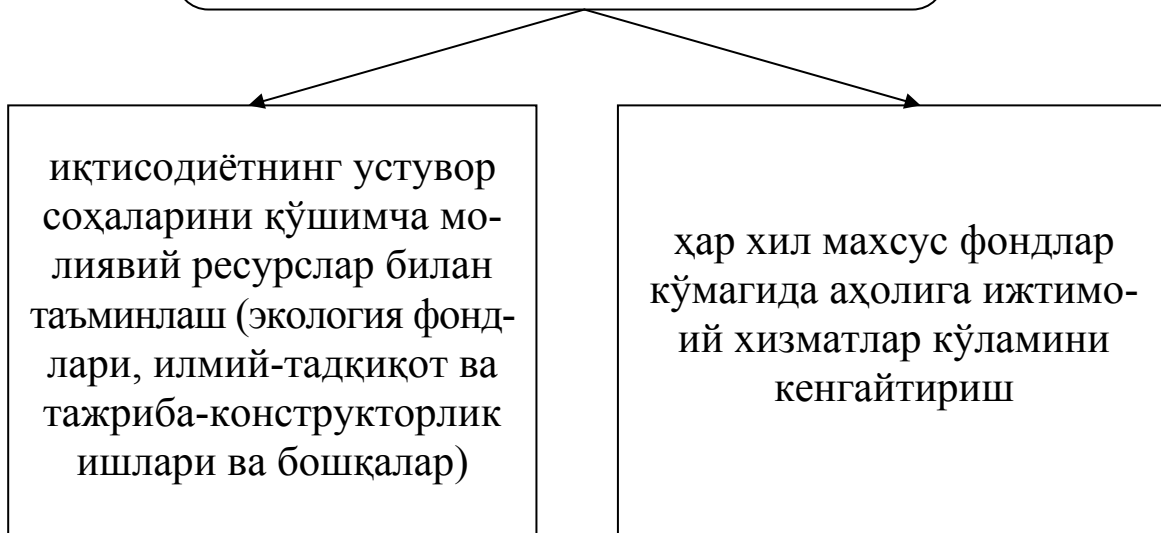 иқтисодиётнинг устувор
соҳаларини қўшимча мо-
лиявий ресурслар билан
таъминлаш (экология фонд-
лари, илмий-тадқиқот ва
тажриба-конструкторлик
ишлари ва бошқалар)
ҳар хил махсус фондлар
кўмагида аҳолига ижтимо-
ий хизматлар кўламини
кенгайтириш